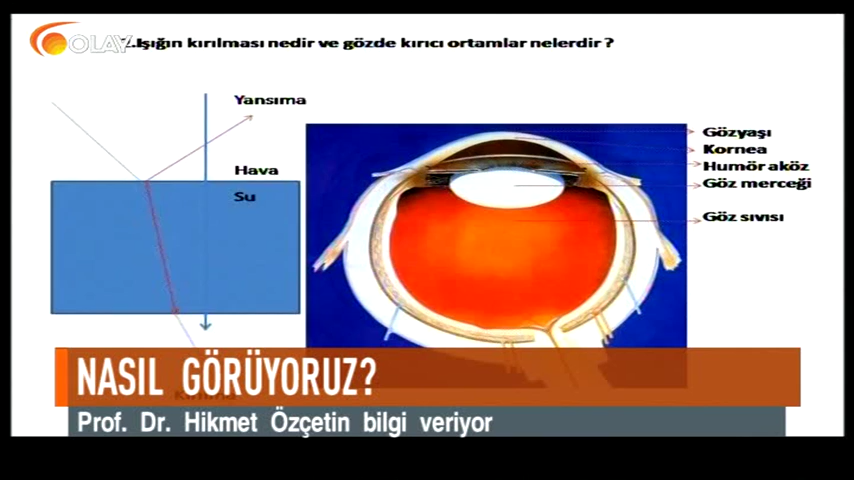 OLAY
2.Işığın kırılması nedir ve gözde kırıcı ortamlar nelerdir ?
Yansıma
Hava
Su
Gözyaşı
Kornea
Humör aköz
Göz merceği
Göz sıvısı
NASIL GÖRÜYORUZ?
Prof. Dr. Hikmet Özçetin bilgi veriyor